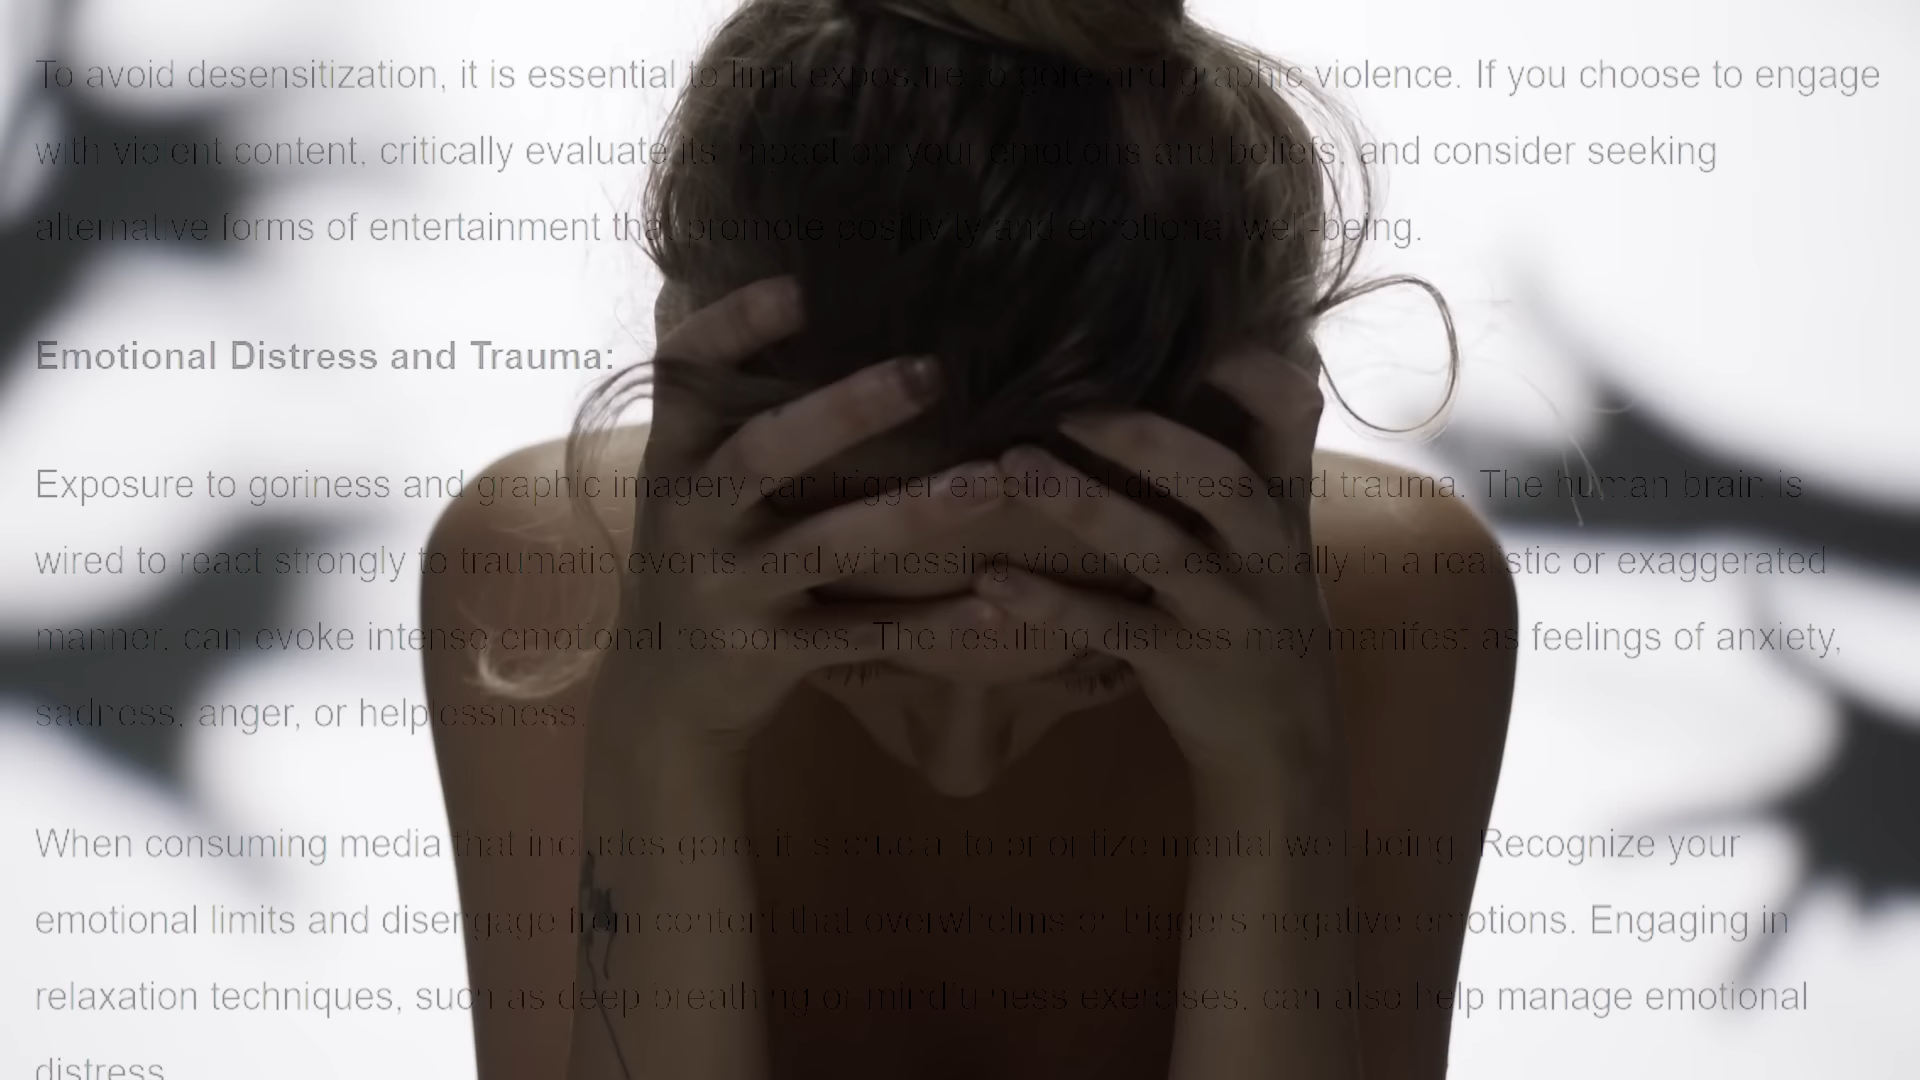 To avoid desensitization, it is essential to limit exposure to gore and graphic violence. If you choose to engage
with violent content, critically evaluate its impact on your emotions and beliefs, and consider seeking
alternative forms of entertainment that promote positivity and emotional well-being.
Emotional Distress and Trauma:
Exposure to goriness and graphic imagery can trigger emotional distress and trauma. The human brain is
wired to react strongly to traumatic events, and witnessing violence, especially in a realistic or exaggerated
manner, can evoke intense emotional responses. The resulting distress may manifest as feelings of anxiety,
sadness, anger, or helplessness.
When consuming media that includes gore, it is crucial to prioritize mental well-being. Recognize your
emotional limits and disengage from content that overwhelms or triggers negative emotions. Engaging in
relaxation techniques, such as deep breathing or mindfulness exercises, can also help manage emotional
distress.